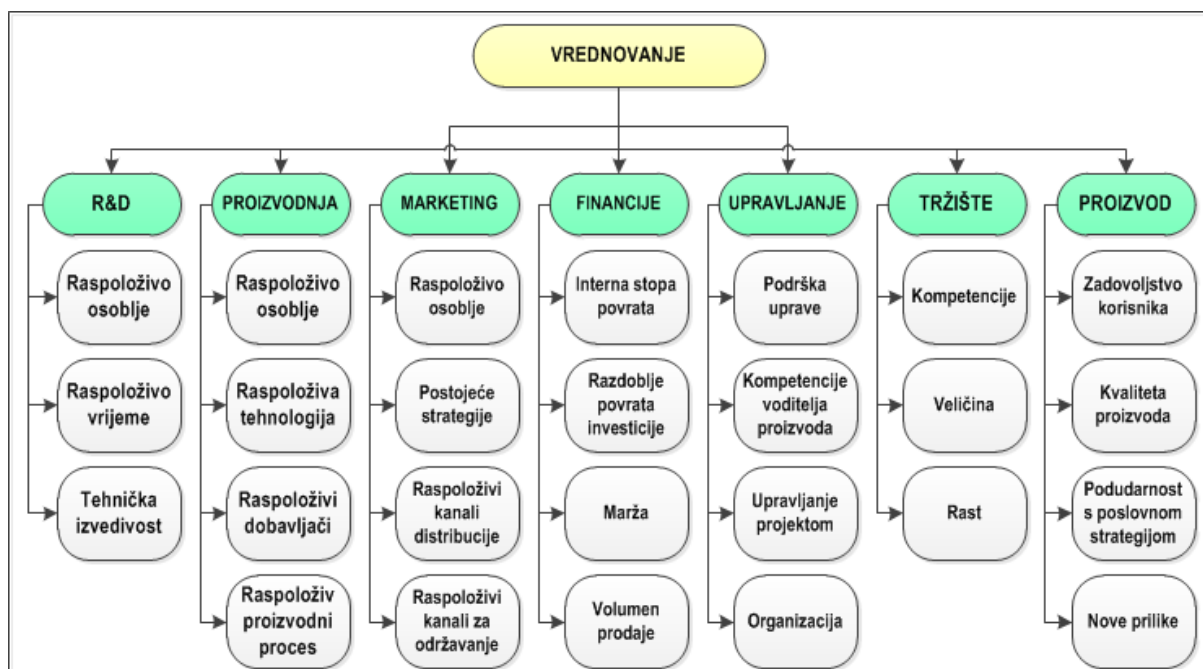 VREDNOVANJE
R&D
PROIZVODNJA
MARKETING
FINANCIJE
UPRAVLJANJE
TRŽIŠTE
PROIZVOD
Raspoloživo
osoblje
Raspoloživo
vrijeme
Tehnička
izvedivost
Raspoloživo
osoblje
Raspoloživa
tehnologija
Raspoloživi
dobavljači
Raspoloživ
proizvodni
proces
Raspoloživo
osoblje
Postojeće
strategije
Raspoloživi
kanali
distribucije
Raspoloživi
kanali za
održavanje
Interna stopa
povrata
Razdoblje
povrata
investicije
Marža
Volumen
prodaje
Podrška
uprave
Kompetencije
voditelja
proizvoda
Upravljanje
projektom
Organizacija
Kompetencije
Veličina
Rast
Zadovoljstvo
korisnika
Kvaliteta
proizvoda
Podudarnost
s poslovnom
strategijom
Nove prilike